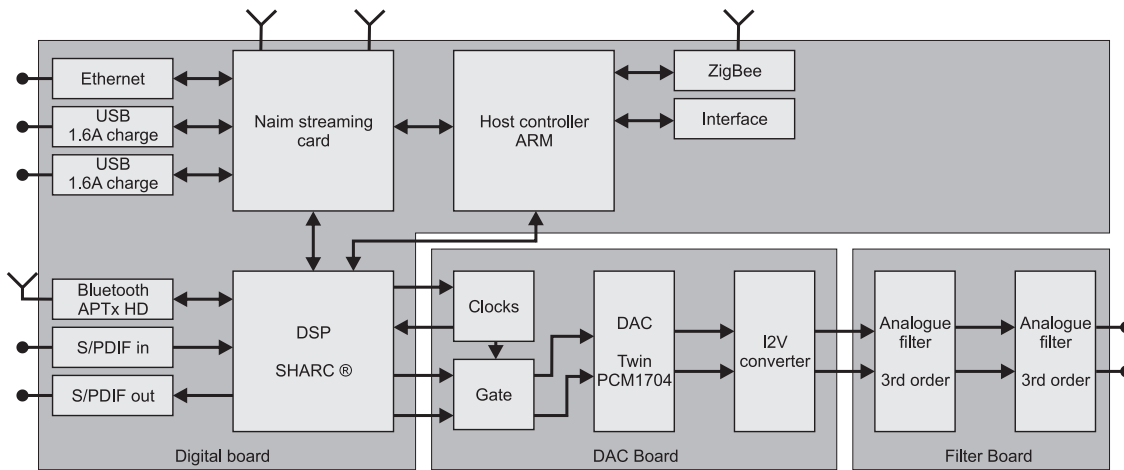 Ethernet
USB
1.6A charge
USB
1.6A charge
Naim streaming
card
Host controller
ARM
ZigBee
Interface
Bluetooth
APTx HD
S/PDIF in
S/PDIF out
DSP
SHARC ®
Clocks
Gate
DAC
Twin
PCM1704
I2V
converter
Analogue
filter
3rd order
Analogue
filter
3rd order
Digital board
DAC Board
Filter Board